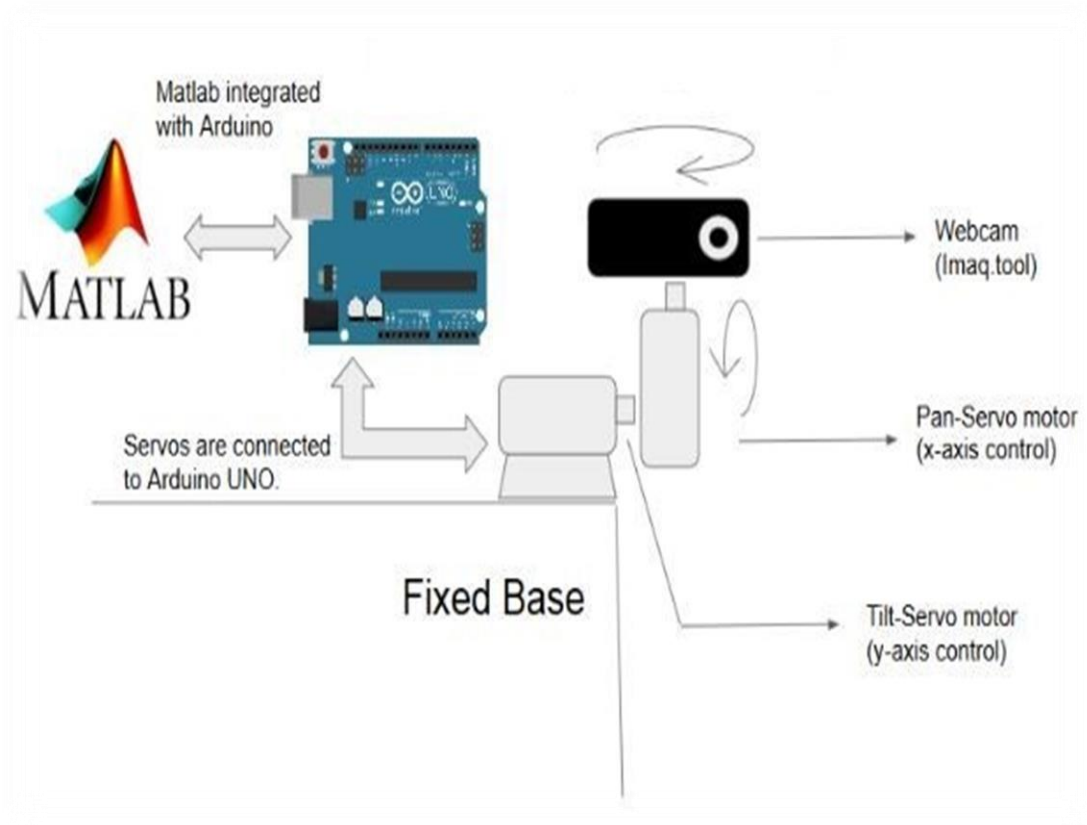 Matlab integrated
with Arduino
MATLAB
UNO
Webcam
(Imaq.tool)
Servos are connected
to Arduino UNO.
Pan-Servo motor
(x-axis control)
Fixed Base
Tilt-Servo motor
(y-axis control)